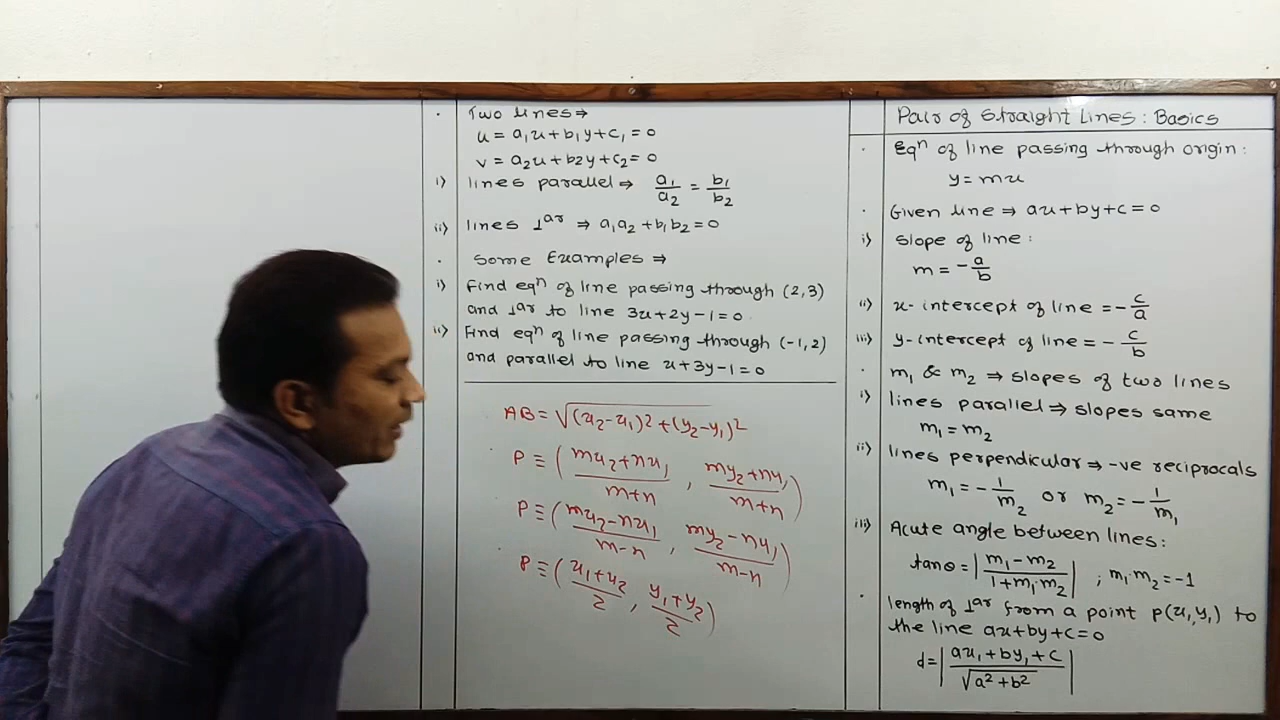 Pair of Straight Lines: Basics
· Eqⁿ of line passing through origin:
y = mx
· Given line ⇒ ax+by+c=0
i) slope of line:
m = -a/b
ii) x-intercept of line = -c/a
iii) y-intercept of line = -c/b
· m₁ & m₂ ⇒ slopes of two lines
i) lines parallel ⇒ slopes same
m₁ = m₂
ii) lines perpendicular ⇒ -ve reciprocals
m₁ = -1/m₂ or m₂ = -1/m₁
iii) Acute angle between lines:
tanθ = |(m₁-m₂)/(1+m₁·m₂)| ; m₁·m₂ = -1
· length of ⊥ar from a point P(x₁,y₁) to
the line ax+by+c=0
d = |(ax₁+by₁+c)/√(a²+b²)|
· Two lines ⇒
u = a₁x+b₁y+c₁=0
v = a₂x+b₂y+c₂=0
i) lines parallel ⇒ a₁/a₂ = b₁/b₂
ii) lines ⊥ar ⇒ a₁a₂+b₁b₂=0
· Some Examples ⇒
i) Find eqⁿ of line passing through (2,3)
and ⊥ar to line 3x+2y-1=0
ii) Find eqⁿ of line passing through (-1,2)
and parallel to line x+3y-1=0
AB = √(x₂-x₁)2+(y₂-y₁)²
· P ≡ ((mx₂+nx₁)/(m+n), (my₂+ny₁)/(m+n))
P ≡ ((mx₂-nx₁)/(m-n), (my₂-ny₁)/(m-n))
· P ≡ ((x₁+x₂)/2, (y₁+y₂)/2)